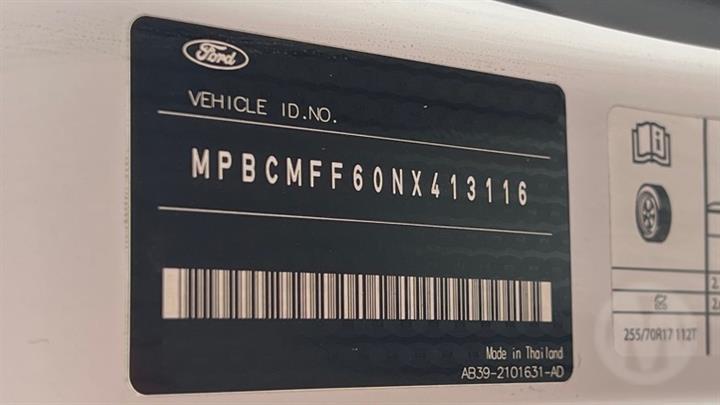 Ford
VEHICLE ID.NO.
MPBCMFF60NX413116
Made in Thailand
AB39-2101631-AD
255/70R17 112T